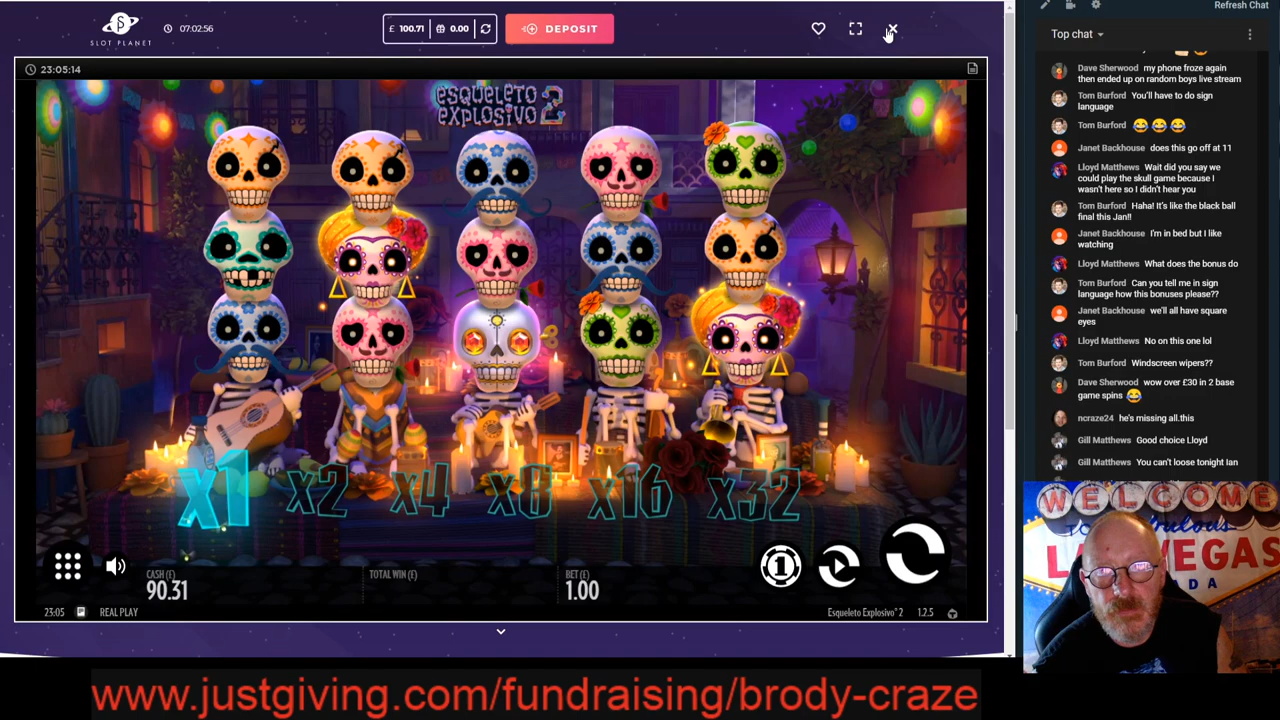 SLOT PLANET
07:02:56
£ 100.71
0.00
DEPOSIT
23:05:14
esqueleto
explosivo 2
x1 x2 x4 x8 x16 x32
CASH (£)
90.31
TOTAL WIN (£)
BET (£)
1.00
1
23:05
REAL PLAY
Esqueleto Explosivo® 2 1.2.5
www.justgiving.com/fundraising/brody-craze
Refresh Chat
Top chat
Dave Sherwood my phone froze again
then ended up on random boys live stream
Tom Burford You'll have to do sign
language
Tom Burford 😂😂😂
Janet Backhouse does this go off at 11
Lloyd Matthews Wait did you say we
could play the skull game because I
wasn't here so I didn't hear you
Tom Burford Haha! It's like the black ball
final this Jan!!
Janet Backhouse I'm in bed but I like
watching
Lloyd Matthews What does the bonus do
Tom Burford Can you tell me in sign
language how this bonuses please??
Janet Backhouse we'll all have square
eyes
Lloyd Matthews No on this one lol
Tom Burford Windscreen wipers??
Dave Sherwood wow over £30 in 2 base
game spins 😂
ncraze24 he's missing all.this
Gill Matthews Good choice Lloyd
Gill Matthews You can't loose tonight Ian
WELCOME
TO Fabulous
LAS VEGAS